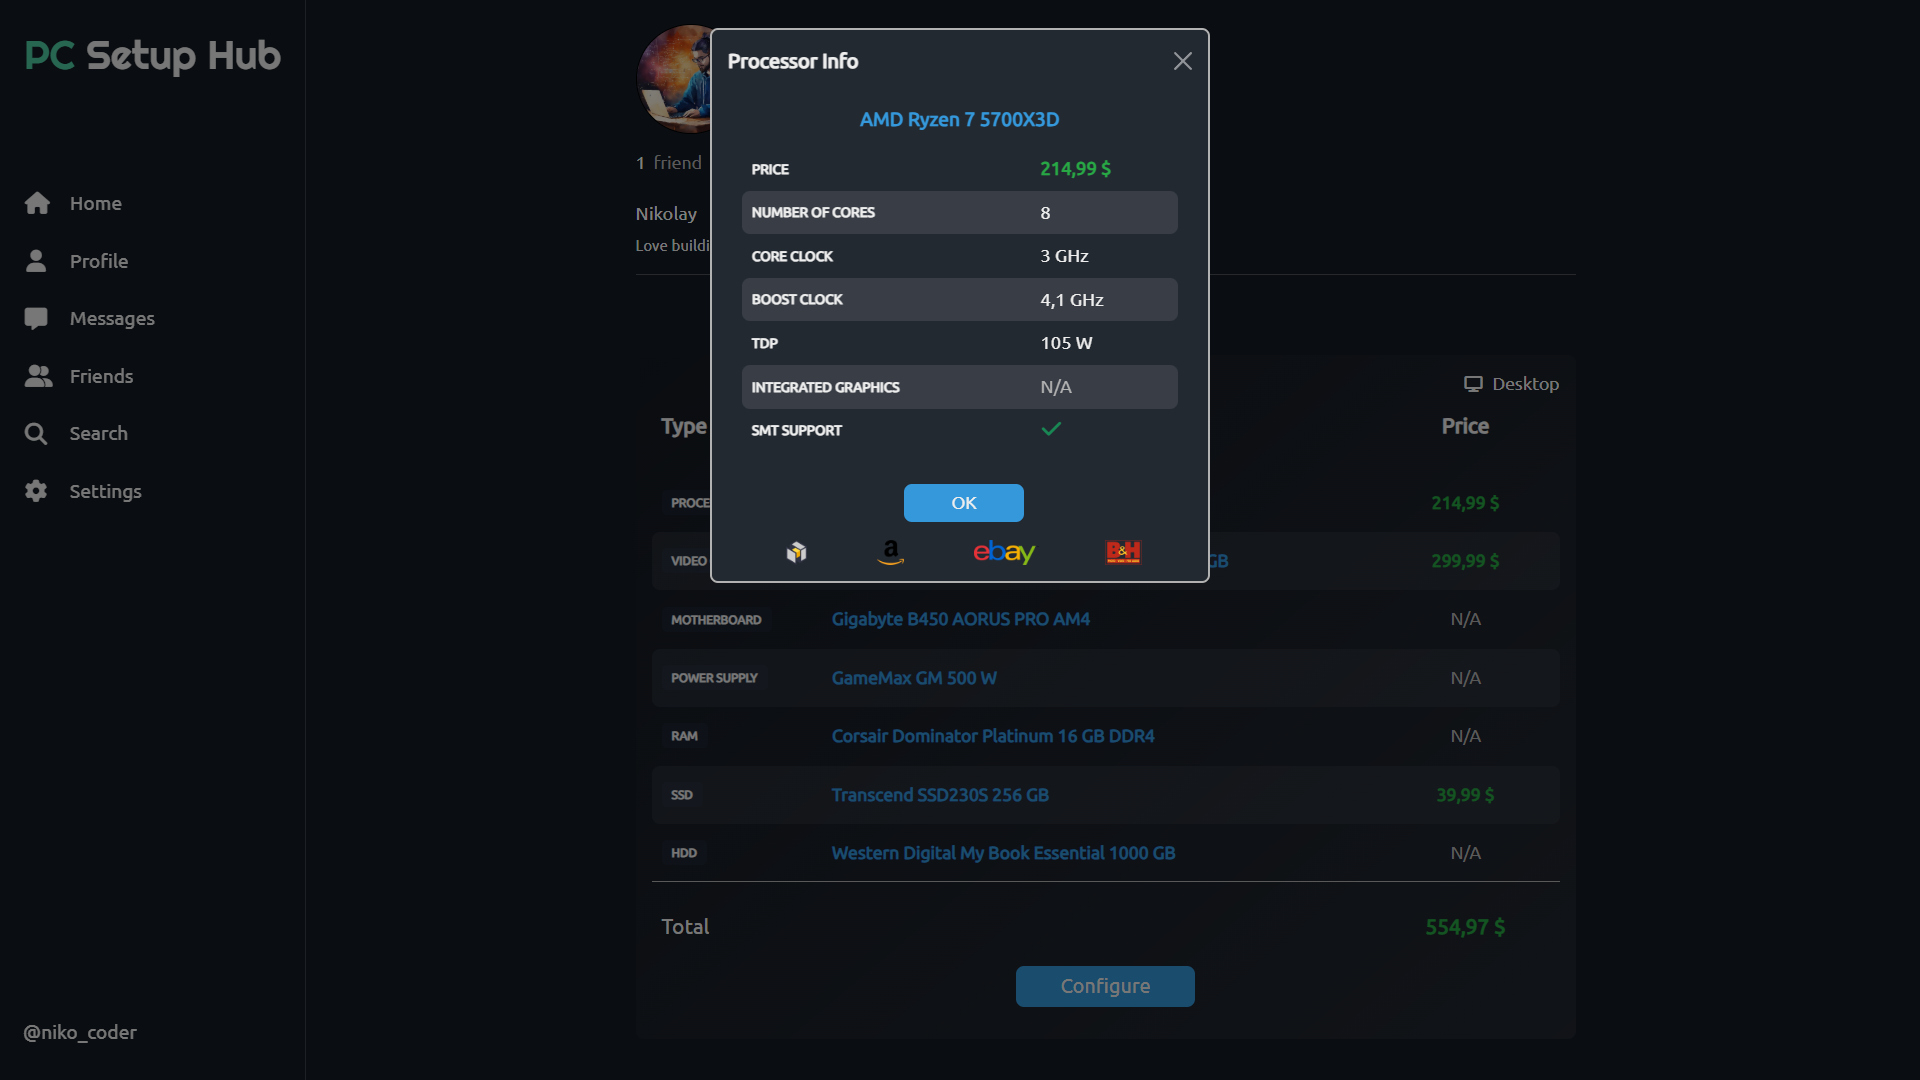 PC Setup Hub
Home
Profile
Messages
Friends
Search
Settings
@niko_coder
1 friend
Nikolay
Love buildi
Processor Info
AMD Ryzen 7 5700X3D
PRICE 214,99 $
NUMBER OF CORES 8
CORE CLOCK 3 GHz
BOOST CLOCK 4,1 GHz
TDP 105 W
INTEGRATED GRAPHICS N/A
SMT SUPPORT
OK
a ebay B&H
Desktop
Type Price
PROCE 214,99 $
VIDEO GB 299,99 $
MOTHERBOARD Gigabyte B450 AORUS PRO AM4 N/A
POWER SUPPLY GameMax GM 500 W N/A
RAM Corsair Dominator Platinum 16 GB DDR4 N/A
SSD Transcend SSD230S 256 GB 39,99 $
HDD Western Digital My Book Essential 1000 GB N/A
Total 554,97 $
Configure